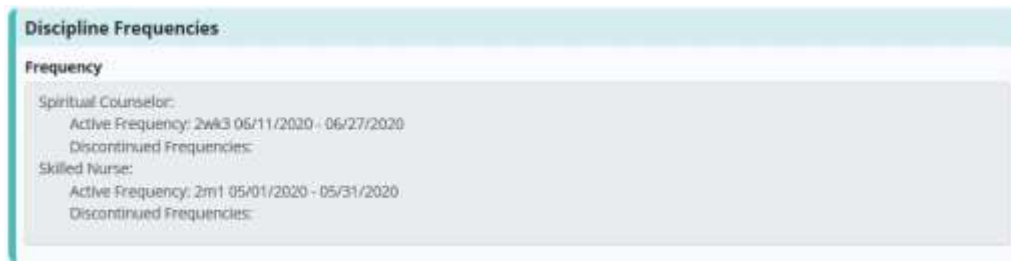 Discipline Frequencies
Frequency
Spiritual Counselor:
Active Frequency: 2wk3 06/11/2020 - 06/27/2020
Discontinued Frequencies:
Skilled Nurse:
Active Frequency: 2m1 05/01/2020 - 05/31/2020
Discontinued Frequencies: